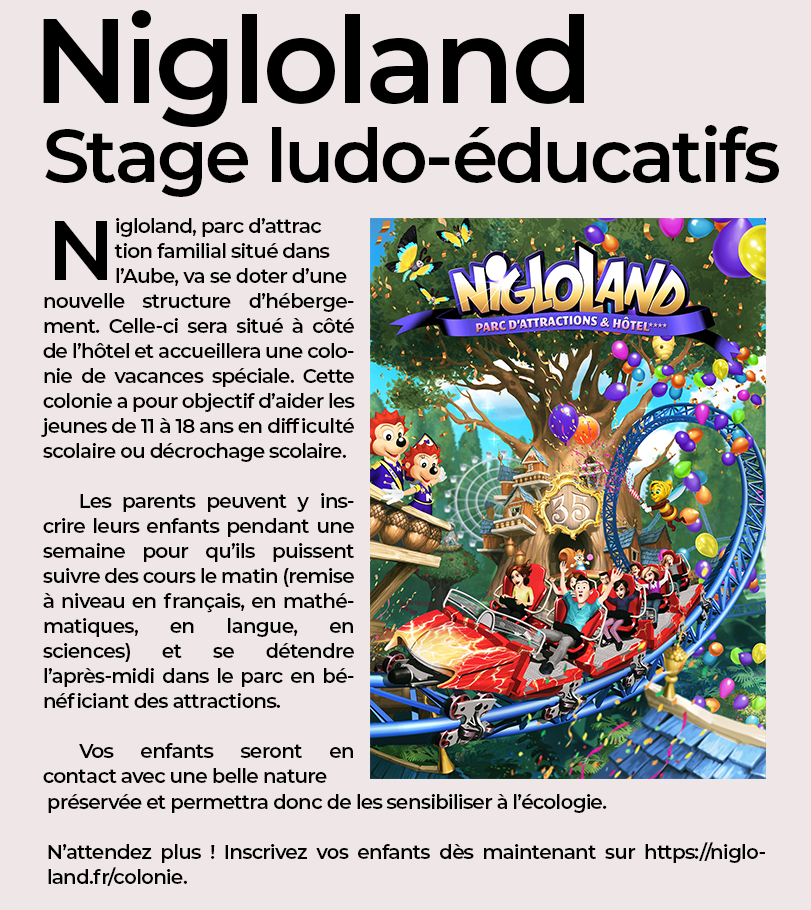 Nigloland
Stage ludo-éducatifs
Nigloland, parc d'attrac
tion familial situé dans
l'Aube, va se doter d'une
nouvelle structure d'héberge-
ment. Celle-ci sera situé à côté
de l'hôtel et accueillera une colo-
nie de vacances spéciale. Cette
colonie a pour objectif d'aider les
jeunes de 11 à 18 ans en difficulté
scolaire ou décrochage scolaire.
Les parents peuvent y ins-
crire leurs enfants pendant une
semaine pour qu'ils puissent
suivre des cours le matin (remise
à niveau en français, en mathé-
matiques, en langue, en
sciences) et se détendre
l'après-midi dans le parc en bé-
néficiant des attractions.
Vos enfants seront en
contact avec une belle nature
préservée et permettra donc de les sensibiliser à l'écologie.
N'attendez plus ! Inscrivez vos enfants dès maintenant sur https://niglo-
land.fr/colonie.
NIGLOLAND
PARC D'ATTRACTIONS & HÔTEL****
35